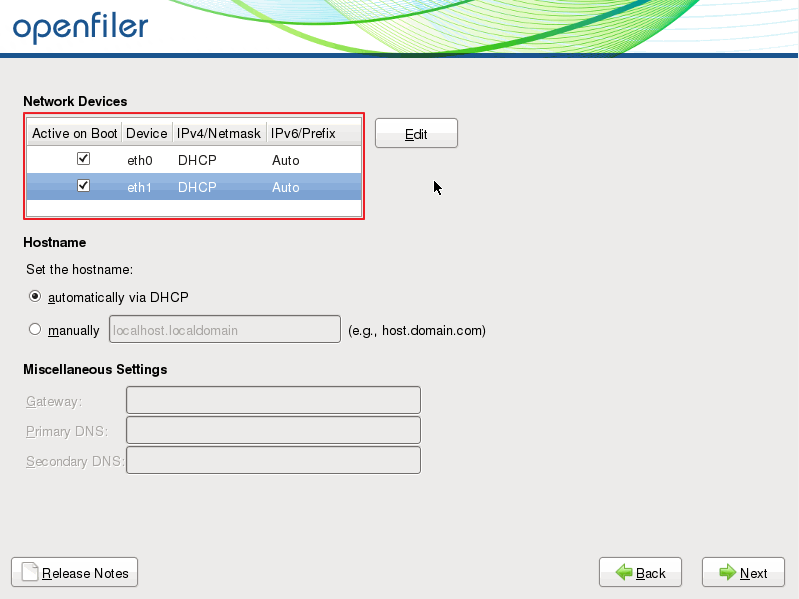 openfiler
Network Devices
Active on Boot Device IPv4/Netmask IPv6/Prefix
eth0 DHCP Auto
eth1 DHCP Auto
Edit
Hostname
Set the hostname:
automatically via DHCP
manually localhost.localdomain (e.g., host.domain.com)
Miscellaneous Settings
Gateway:
Primary DNS:
Secondary DNS:
Release Notes Back Next